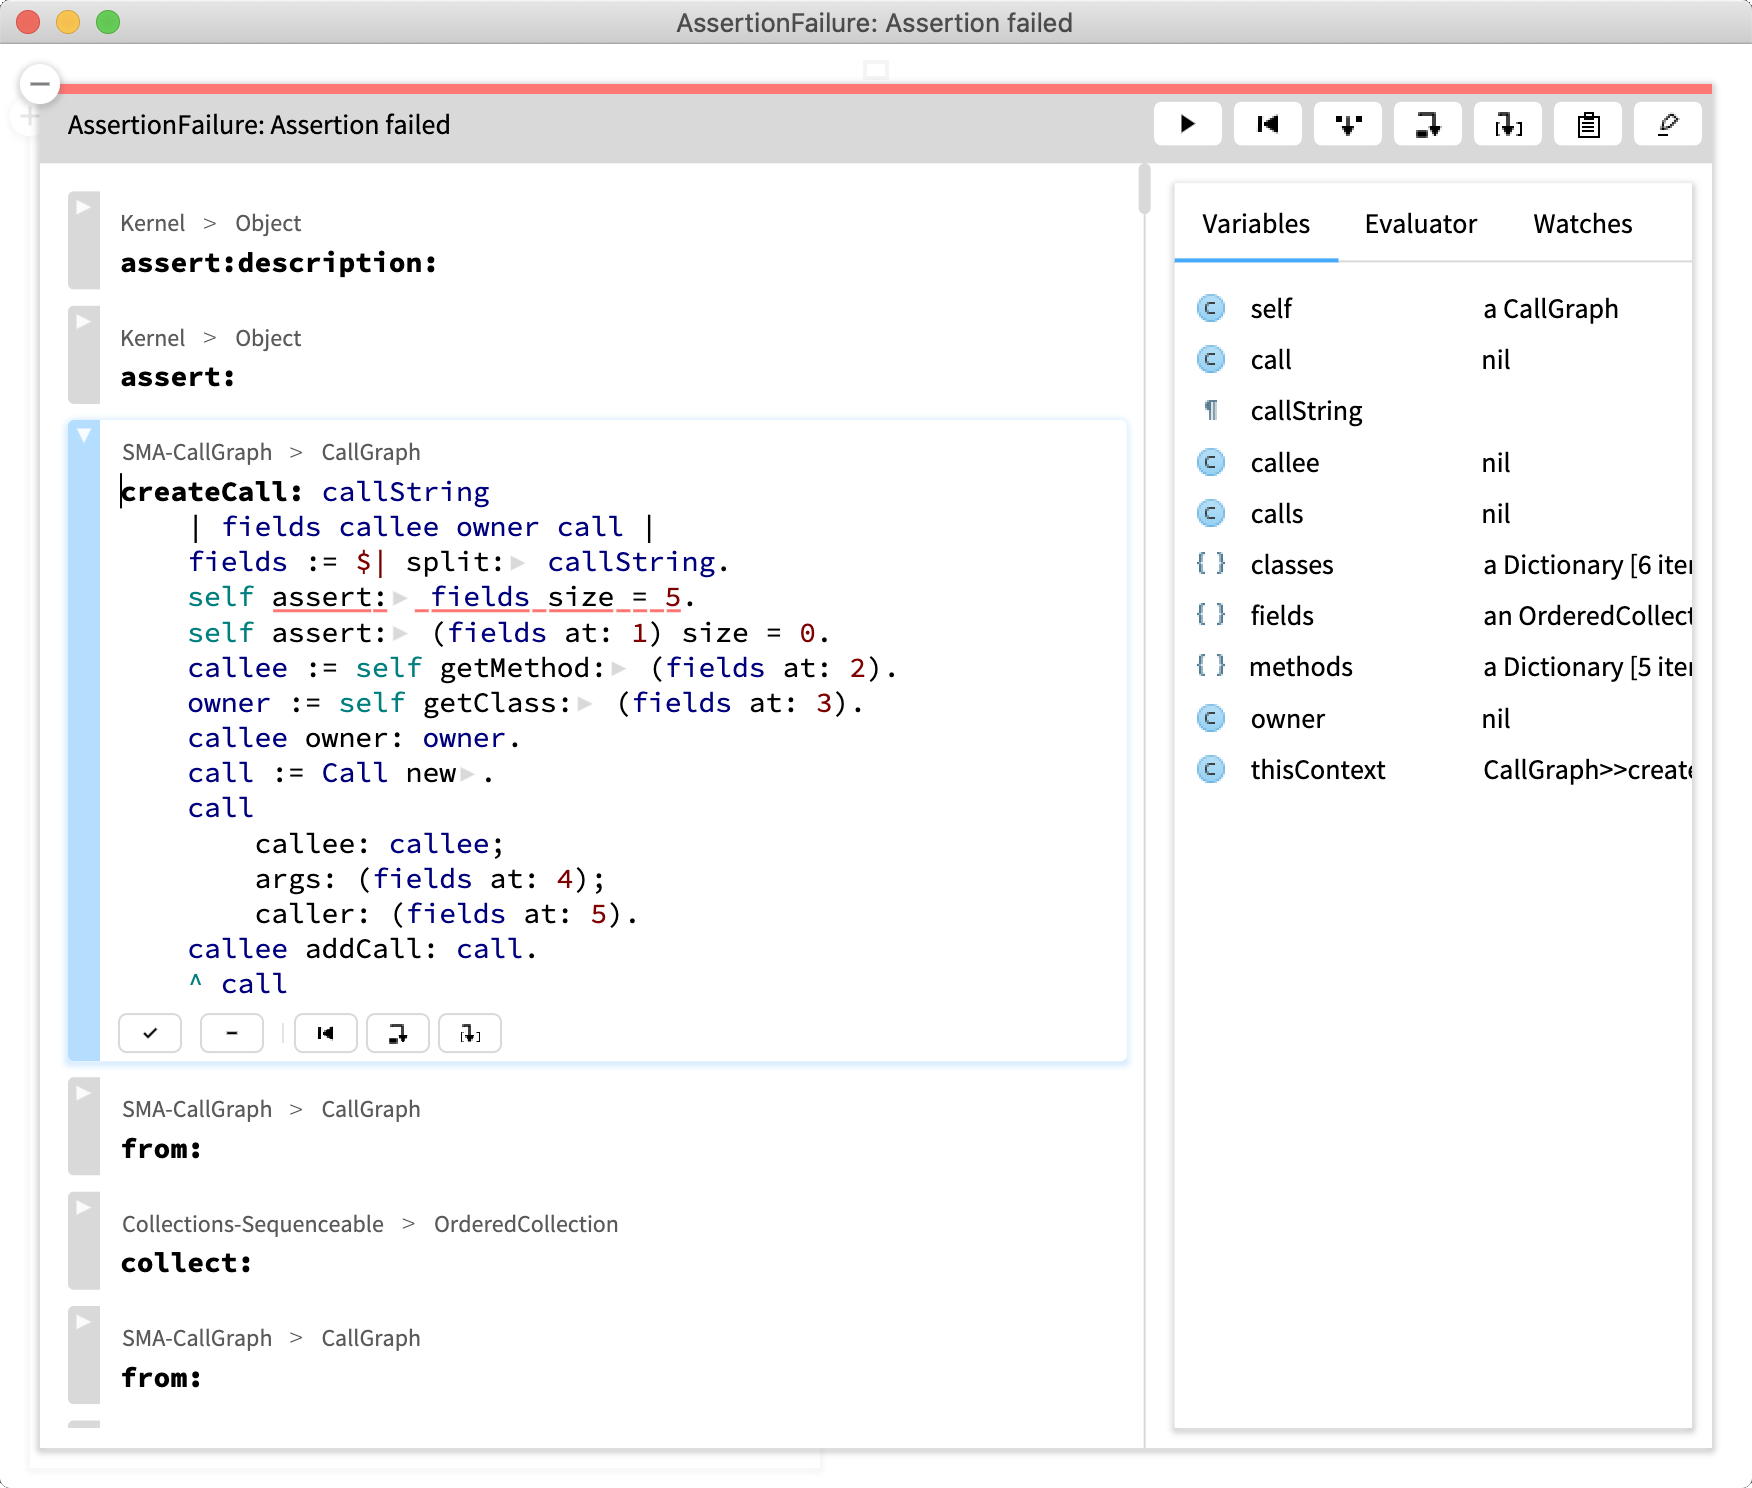 AssertionFailure: Assertion failed
AssertionFailure: Assertion failed
Kernel > Object
assert:description:
Kernel > Object
assert:
SMA-CallGraph > CallGraph
createCall: callString
| fields callee owner call |
fields := $| split: callString.
self assert: fields size = 5.
self assert: (fields at: 1) size = 0.
callee := self getMethod: (fields at: 2).
owner := self getClass: (fields at: 3).
callee owner: owner.
call := Call new .
call
callee: callee;
args: (fields at: 4);
caller: (fields at: 5).
callee addCall: call.
^ call
SMA-CallGraph > CallGraph
from:
Collections-Sequenceable > OrderedCollection
collect:
SMA-CallGraph > CallGraph
from:
Variables Evaluator Watches
C self a CallGraph
C call nil
¶ callString
C callee nil
C calls nil
{ } classes a Dictionary [6 iter
{ } fields an OrderedCollect
{ } methods a Dictionary [5 iter
C owner nil
C thisContext CallGraph>>create